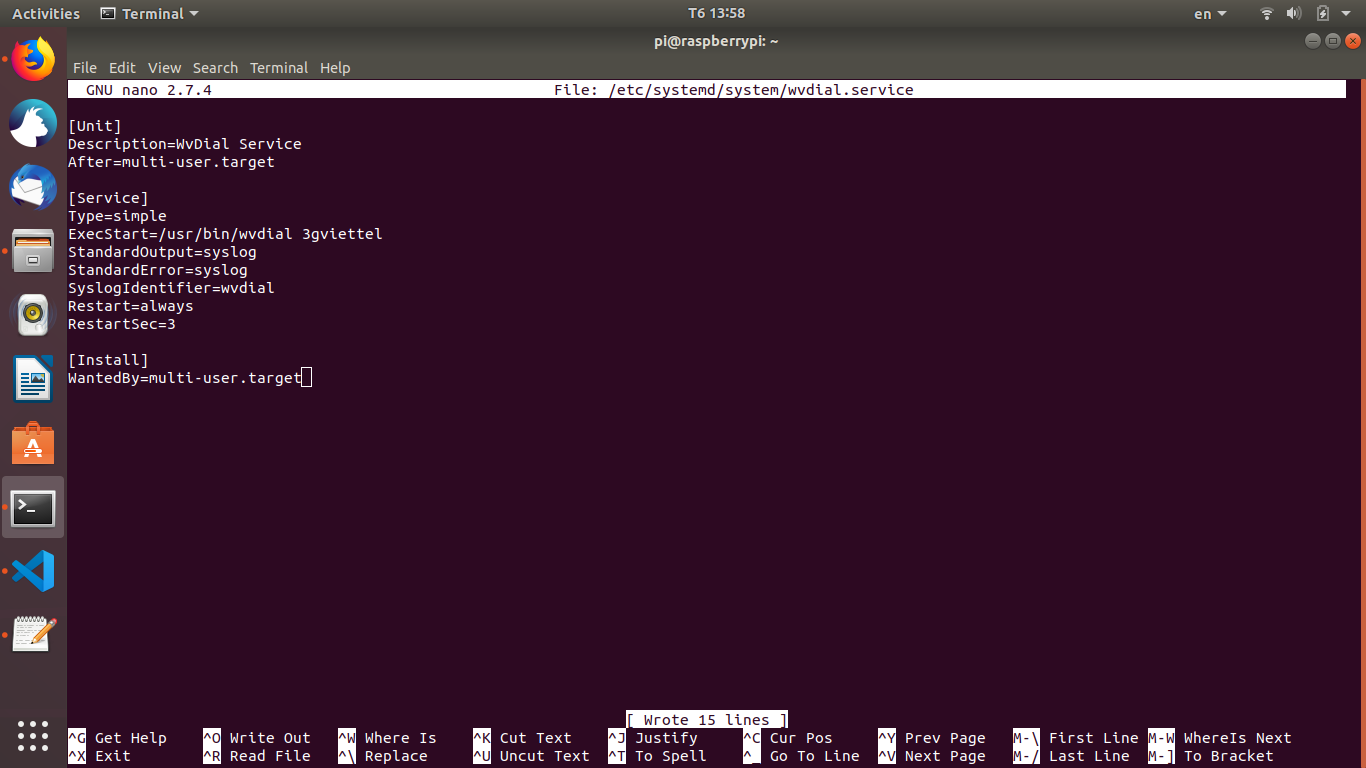 Activities Terminal T6 13:58 en
pi@raspberrypi: ~
File Edit View Search Terminal Help
GNU nano 2.7.4 File: /etc/systemd/system/wvdial.service
[Unit]
Description=WvDial Service
After=multi-user.target
[Service]
Type=simple
ExecStart=/usr/bin/wvdial 3gviettel
StandardOutput=syslog
StandardError=syslog
SyslogIdentifier=wvdial
Restart=always
RestartSec=3
[Install]
WantedBy=multi-user.target
[ Wrote 15 lines ]
^G Get Help ^O Write Out ^W Where Is ^K Cut Text ^J Justify ^C Cur Pos ^Y Prev Page M-\ First Line M-W WhereIs Next
^X Exit ^R Read File ^\ Replace ^U Uncut Text ^T To Spell ^_ Go To Line ^V Next Page M-/ Last Line M-] To Bracket